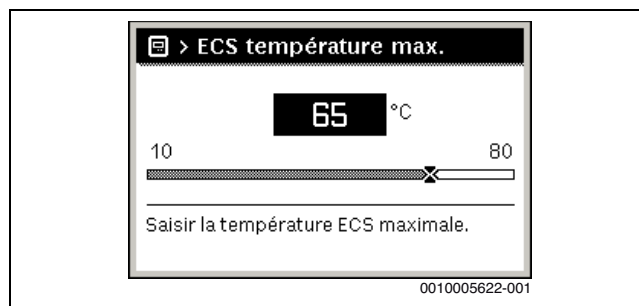 > ECS température max.
65 °C
10 80
Saisir la température ECS maximale.
0010005622-001